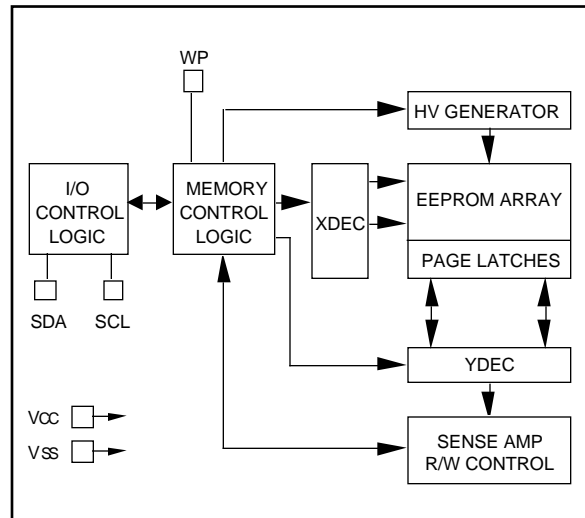 WP
HV GENERATOR
I/O
CONTROL
LOGIC
MEMORY
CONTROL
LOGIC
XDEC
EEPROM ARRAY
PAGE LATCHES
SDA
SCL
YDEC
VCC
VSS
SENSE AMP
R/W CONTROL